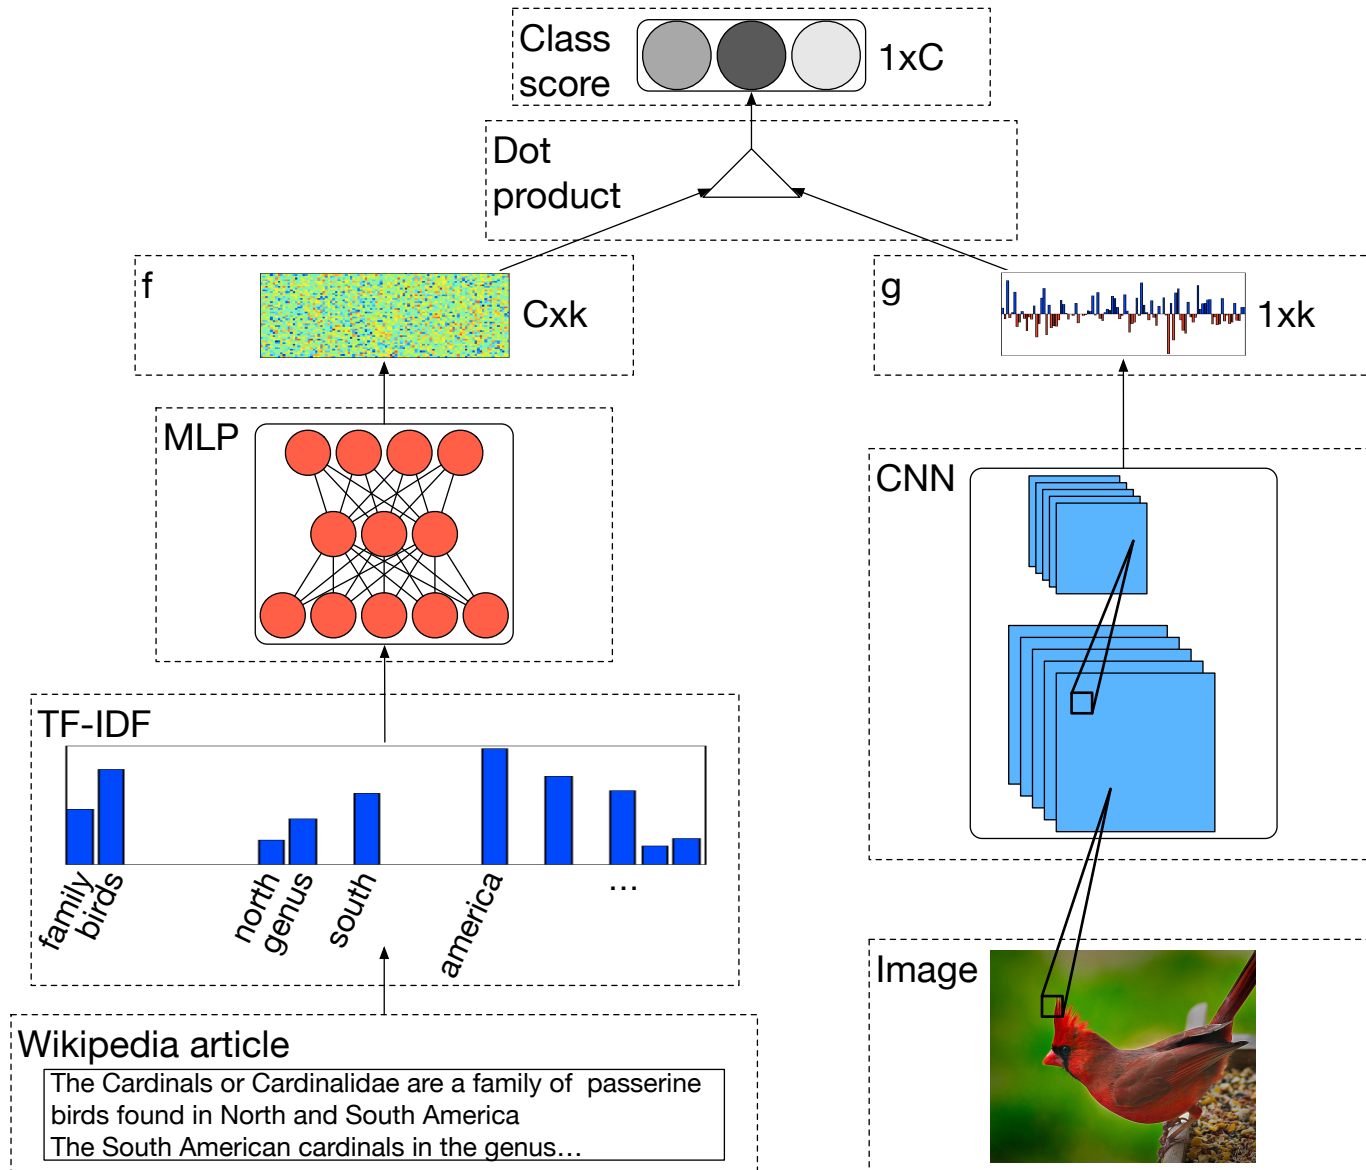 Class
score
1xC
Dot
product
f
Cxk
g
1xk
MLP
CNN
TF-IDF
family
birds
north
genus
south
america
...
Image
Wikipedia article
The Cardinals or Cardinalidae are a family of passerine
birds found in North and South America
The South American cardinals in the genus...